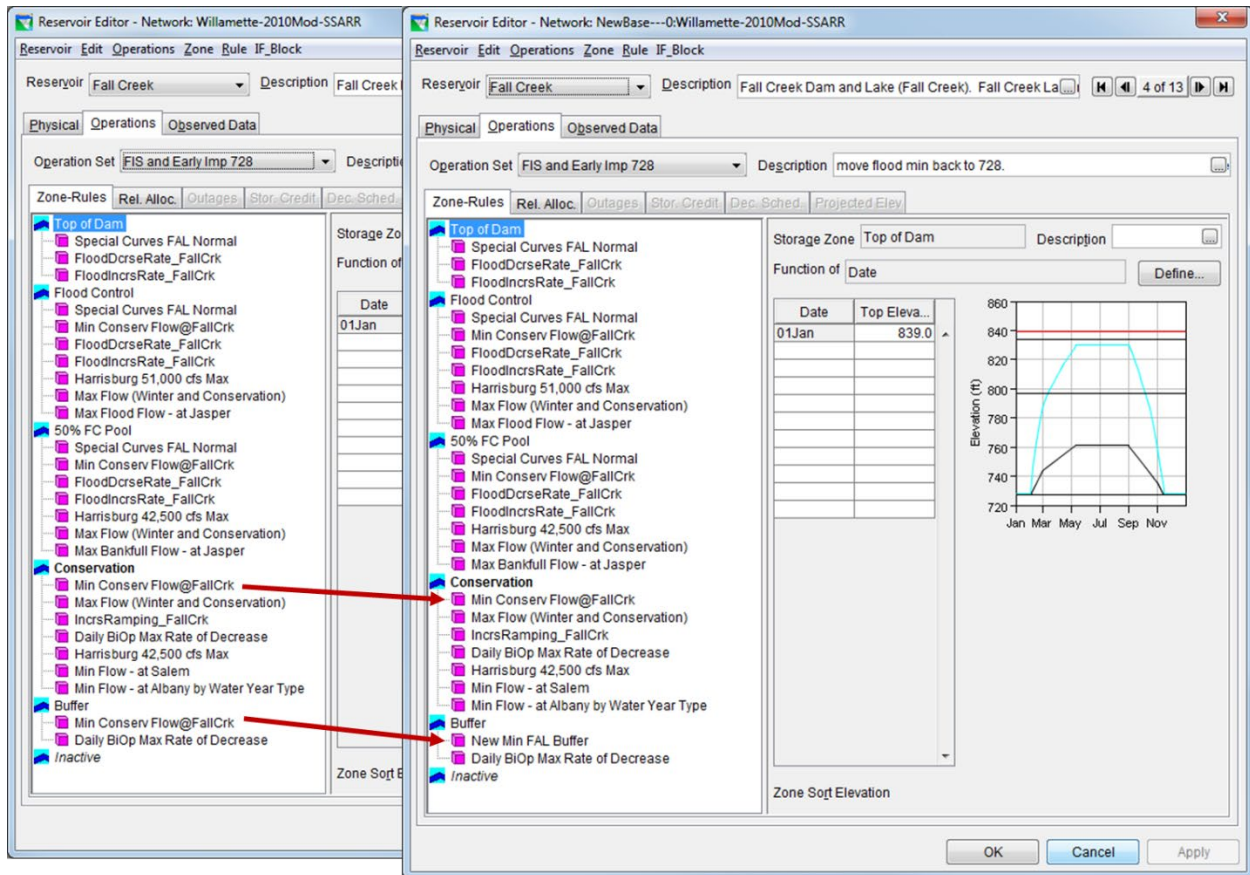 Reservoir Editor - Network: Willamette-2010Mod-SSARR
Reservoir Edit Operations Zone Rule IF_Block
Reservoir Fall Creek Description Fall Creek
Physical Operations Observed Data
Operation Set FIS and Early Imp 728
Zone-Rules Rel. Alloc. Outages Stor. Credit Dec. Sched.
Top of Dam
Special Curves FAL Normal
FloodDcrseRate_FallCrk
FloodIncrsRate_FallCrk
Flood Control
Special Curves FAL Normal
Min Conserv Flow@FallCrk
FloodDcrseRate_FallCrk
FloodIncrsRate_FallCrk
Harrisburg 51,000 cfs Max
Max Flow (Winter and Conservation)
Max Flood Flow - at Jasper
50% FC Pool
Special Curves FAL Normal
Min Conserv Flow@FallCrk
FloodDcrseRate_FallCrk
FloodIncrsRate_FallCrk
Harrisburg 42,500 cfs Max
Max Flow (Winter and Conservation)
Max Bankfull Flow - at Jasper
Conservation
Min Conserv Flow@FallCrk
Max Flow (Winter and Conservation)
IncrsRamping_FallCrk
Daily BiOp Max Rate of Decrease
Harrisburg 42,500 cfs Max
Min Flow - at Salem
Min Flow - at Albany by Water Year Type
Buffer
Min Conserv Flow@FallCrk
Daily BiOp Max Rate of Decrease
Inactive
Function of
Date
01Jan
Reservoir Editor - Network: NewBase---0:Willamette-2010Mod-SSARR
Reservoir Edit Operations Zone Rule IF_Block
Reservoir Fall Creek Description Fall Creek Dam and Lake (Fall Creek). Fall Creek La ... 4 of 13
Physical Operations Observed Data
Operation Set FIS and Early Imp 728 Description move flood min back to 728. ...
Zone-Rules Rel. Alloc. Outages Stor. Credit Dec. Sched. Projected Elev
Top of Dam
Special Curves FAL Normal
FloodDcrseRate_FallCrk
FloodIncrsRate_FallCrk
Flood Control
Special Curves FAL Normal
Min Conserv Flow@FallCrk
FloodDcrseRate_FallCrk
FloodIncrsRate_FallCrk
Harrisburg 51,000 cfs Max
Max Flow (Winter and Conservation)
Max Flood Flow - at Jasper
50% FC Pool
Special Curves FAL Normal
Min Conserv Flow@FallCrk
FloodDcrseRate_FallCrk
FloodIncrsRate_FallCrk
Harrisburg 42,500 cfs Max
Max Flow (Winter and Conservation)
Max Bankfull Flow - at Jasper
Conservation
Min Conserv Flow@FallCrk
Max Flow (Winter and Conservation)
IncrsRamping_FallCrk
Daily BiOp Max Rate of Decrease
Harrisburg 42,500 cfs Max
Min Flow - at Salem
Min Flow - at Albany by Water Year Type
Buffer
New Min FAL Buffer
Daily BiOp Max Rate of Decrease
Inactive
Storage Zone Top of Dam Description ...
Function of Date Define...
Date Top Eleva...
01Jan 839.0
Elevation (ft)
860
840
820
800
780
760
740
720
Jan Mar May Jul Sep Nov
Zone Sort Elevation
OK Cancel Apply